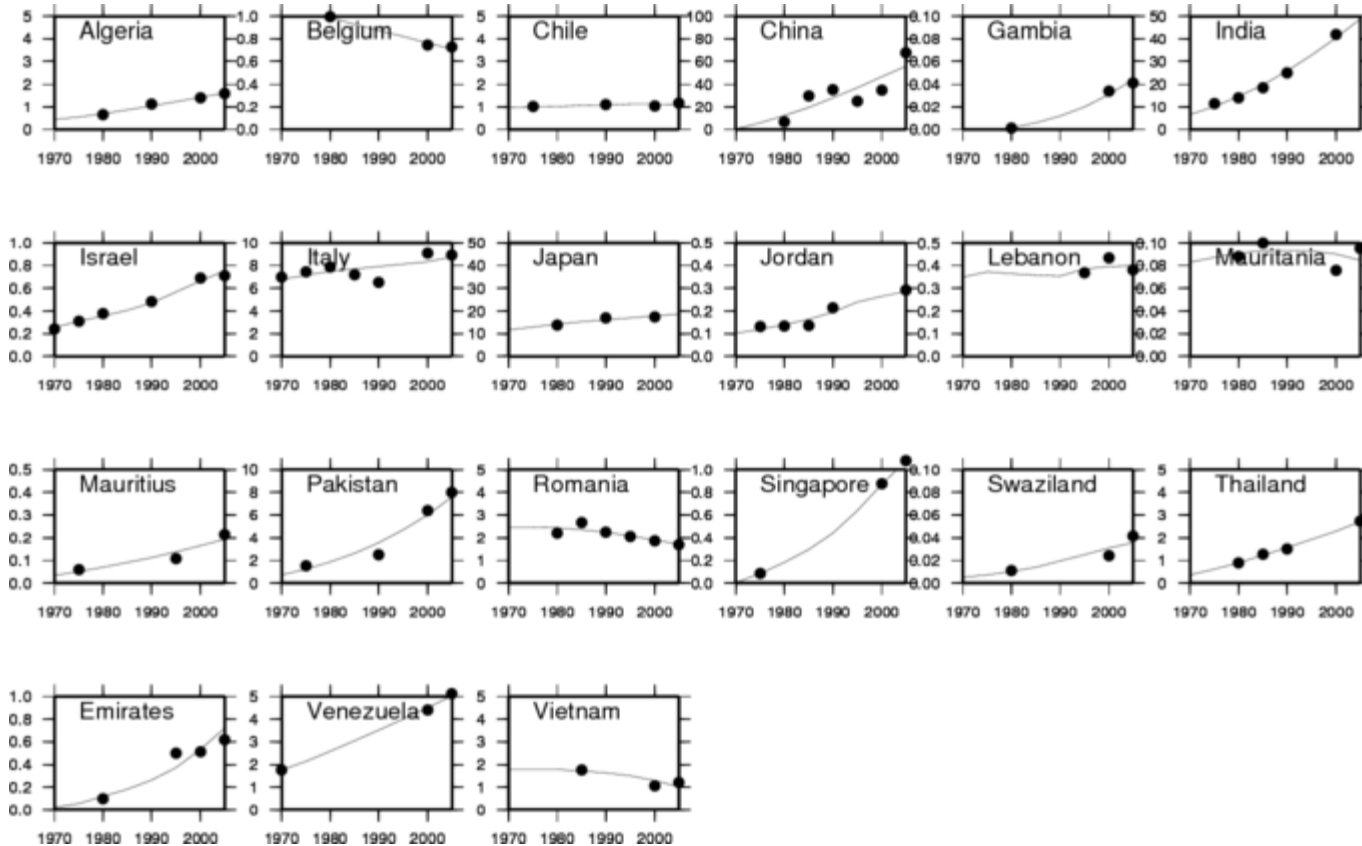 5 1.0 5 100 0.10 50
Algeria Belgium Chile China Gambia India
4 0.8 4 80 0.08 40
3 0.6 3 60 0.06 30
2 0.4 2 40 0.04 20
1 0.2 1 20 0.02 10
0 0.0 0 0 0.00 0
1970 1980 1990 2000 1970 1980 1990 2000 1970 1980 1990 2000 1970 1980 1990 2000 1970 1980 1990 2000 1970 1980 1990 2000
1.0 10 50 0.5 0.5 0.10
Israel Italy Japan Jordan Lebanon Mauritania
0.8 8 40 0.4 0.4 0.08
0.6 6 30 0.3 0.3 0.06
0.4 4 20 0.2 0.2 0.04
0.2 2 10 0.1 0.1 0.02
0.0 0 0 0.0 0.0 0.00
1970 1980 1990 2000 1970 1980 1990 2000 1970 1980 1990 2000 1970 1980 1990 2000 1970 1980 1990 2000 1970 1980 1990 2000
0.5 10 5 1.0 0.10 5
Mauritius Pakistan Romania Singapore Swaziland Thailand
0.4 8 4 0.8 0.08 4
0.3 6 3 0.6 0.06 3
0.2 4 2 0.4 0.04 2
0.1 2 1 0.2 0.02 1
0.0 0 0 0.0 0.00 0
1970 1980 1990 2000 1970 1980 1990 2000 1970 1980 1990 2000 1970 1980 1990 2000 1970 1980 1990 2000 1970 1980 1990 2000
1.0 5 5
Emirates Venezuela Vietnam
0.8 4 4
0.6 3 3
0.4 2 2
0.2 1 1
0.0 0 0
1970 1980 1990 2000 1970 1980 1990 2000 1970 1980 1990 2000